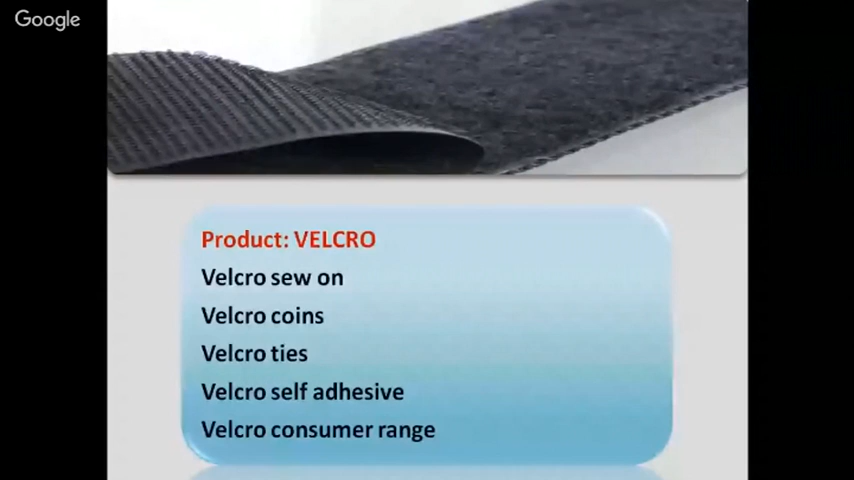 Google
Product: VELCRO
Velcro sew on
Velcro coins
Velcro ties
Velcro self adhesive
Velcro consumer range